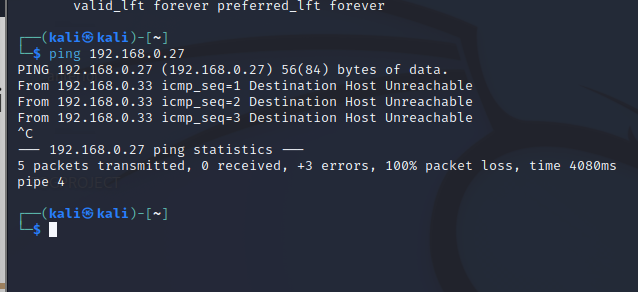 valid_lft forever preferred_lft forever
┌──(kali㉿kali)-[~]
└─$ ping 192.168.0.27
PING 192.168.0.27 (192.168.0.27) 56(84) bytes of data.
From 192.168.0.33 icmp_seq=1 Destination Host Unreachable
From 192.168.0.33 icmp_seq=2 Destination Host Unreachable
From 192.168.0.33 icmp_seq=3 Destination Host Unreachable
^C
--- 192.168.0.27 ping statistics ---
5 packets transmitted, 0 received, +3 errors, 100% packet loss, time 4080ms
pipe 4
┌──(kali㉿kali)-[~]
└─$